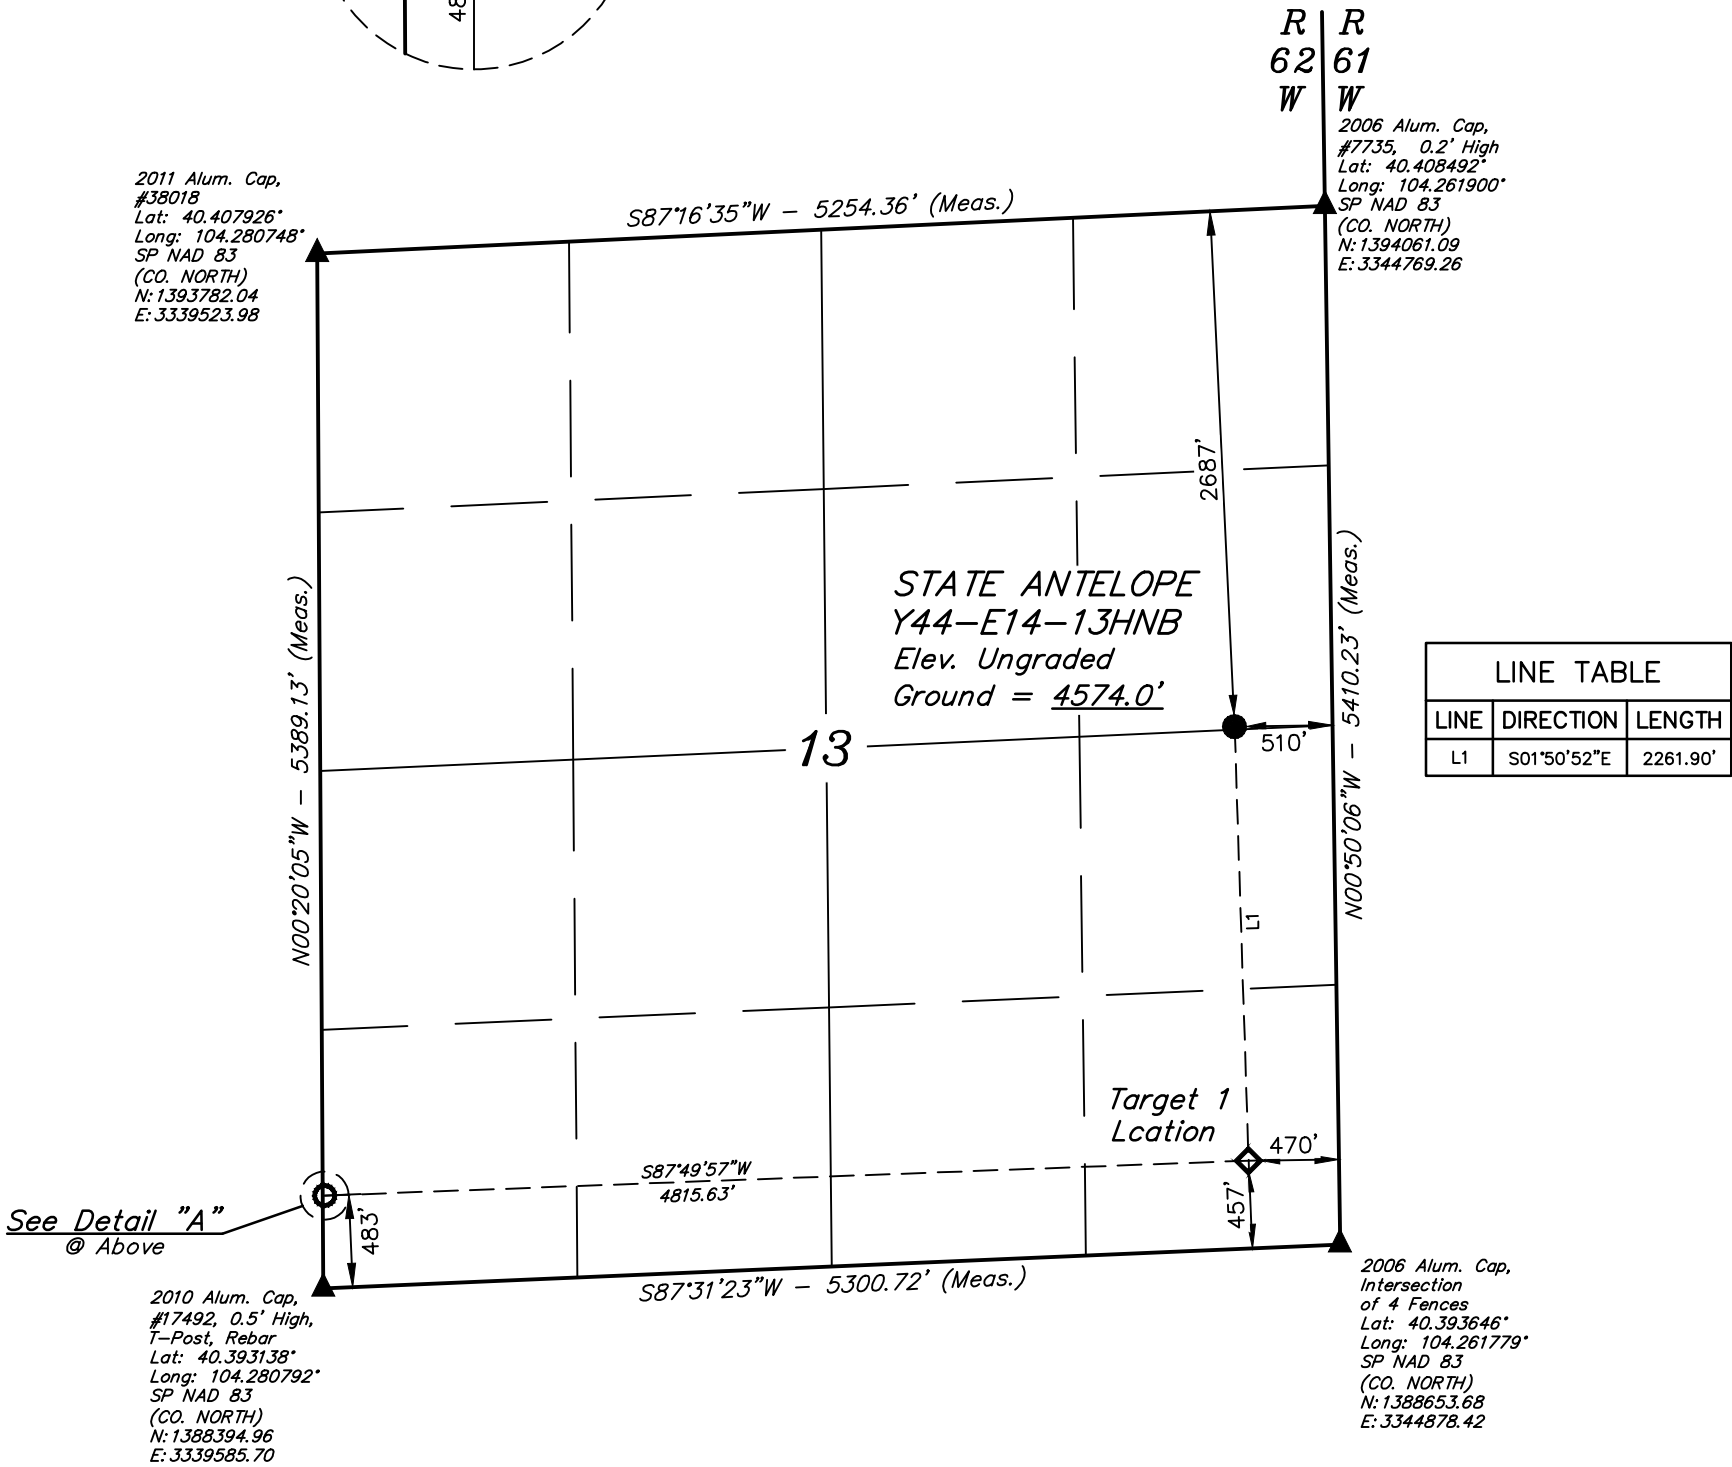 48
R R
62 61
W W
2006 Alum. Cap,
#7735, 0.2' High
Lat: 40.408492°
Long: 104.261900°
SP NAD 83
(CO. NORTH)
N:1394061.09
E:3344769.26
2011 Alum. Cap,
#38018
Lat: 40.407926°
Long: 104.280748°
SP NAD 83
(CO. NORTH)
N:1393782.04
E:3339523.98
S87°16'35"W – 5254.36' (Meas.)
2687'
STATE ANTELOPE
Y44–E14–13HNB
Elev. Ungraded
Ground = 4574.0'
13
510'
N00°20'05"W – 5389.13' (Meas.)
N00°50'06"W – 5410.23' (Meas.)
LINE TABLE
LINE DIRECTION LENGTH
L1 S01°50'52"E 2261.90'
L1
Target 1
Lcation
470'
457'
S87°49'57"W
4815.63'
See Detail "A"
@ Above
483'
S87°31'23"W – 5300.72' (Meas.)
2010 Alum. Cap,
#17492, 0.5' High,
T–Post, Rebar
Lat: 40.393138°
Long: 104.280792°
SP NAD 83
(CO. NORTH)
N:1388394.96
E:3339585.70
2006 Alum. Cap,
Intersection
of 4 Fences
Lat: 40.393646°
Long: 104.261779°
SP NAD 83
(CO. NORTH)
N:1388653.68
E:3344878.42